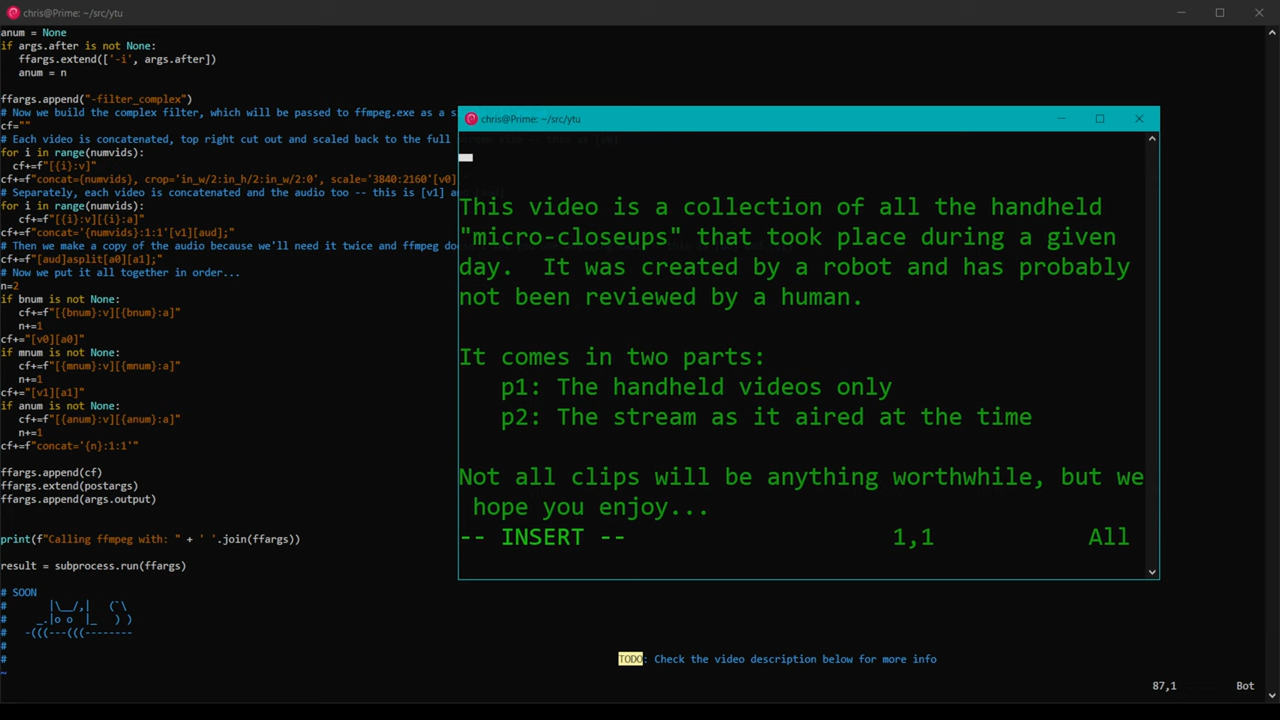 chris@Prime: ~/src/ytu
anum = None
if args.after is not None:
   ffargs.extend(['-i', args.after])
   anum = n

ffargs.append("-filter_complex")
# Now we build the complex filter, which will be passed to ffmpeg.exe as a s
cf=""
# Each video is concatenated, top right cut out and scaled back to the full
for i in range(numvids):
  cf+=f"[{i}:v]"
cf+=f"concat={numvids}, crop='in_w/2:in_h/2:in_w/2:0', scale='3840:2160'[v0]
# Separately, each video is concatenated and the audio too -- this is [v1] a
for i in range(numvids):
   cf+=f"[{i}:v][{i}:a]"
cf+=f"concat='{numvids}:1:1'[v1][aud];"
# Then we make a copy of the audio because we'll need it twice and ffmpeg do
cf+=f"[aud]asplit[a0][a1];"
# Now we put it all together in order...
n=2
if bnum is not None:
   cf+=f"[{bnum}:v][{bnum}:a]"
   n+=1
cf+="[v0][a0]"
if mnum is not None:
   cf+=f"[{mnum}:v][{mnum}:a]"
   n+=1
cf+="[v1][a1]"
if anum is not None:
   cf+=f"[{anum}:v][{anum}:a]"
   n+=1
cf+=f"concat='{n}:1:1'"

ffargs.append(cf)
ffargs.extend(postargs)
ffargs.append(args.output)

print(f"Calling ffmpeg with: " + ' '.join(ffargs))

result = subprocess.run(ffargs)

# SOON
#      |\__/,|   (`\
#    _.|o o  |_   ) )
#  -(((---(((--------
#
#
~
chris@Prime: ~/src/ytu
This video is a collection of all the handheld
"micro-closeups" that took place during a given
day.  It was created by a robot and has probably
not been reviewed by a human.

It comes in two parts:
   p1: The handheld videos only
   p2: The stream as it aired at the time

Not all clips will be anything worthwhile, but we
 hope you enjoy...
-- INSERT -- 1,1 All
TODO: Check the video description below for more info
87,1 Bot